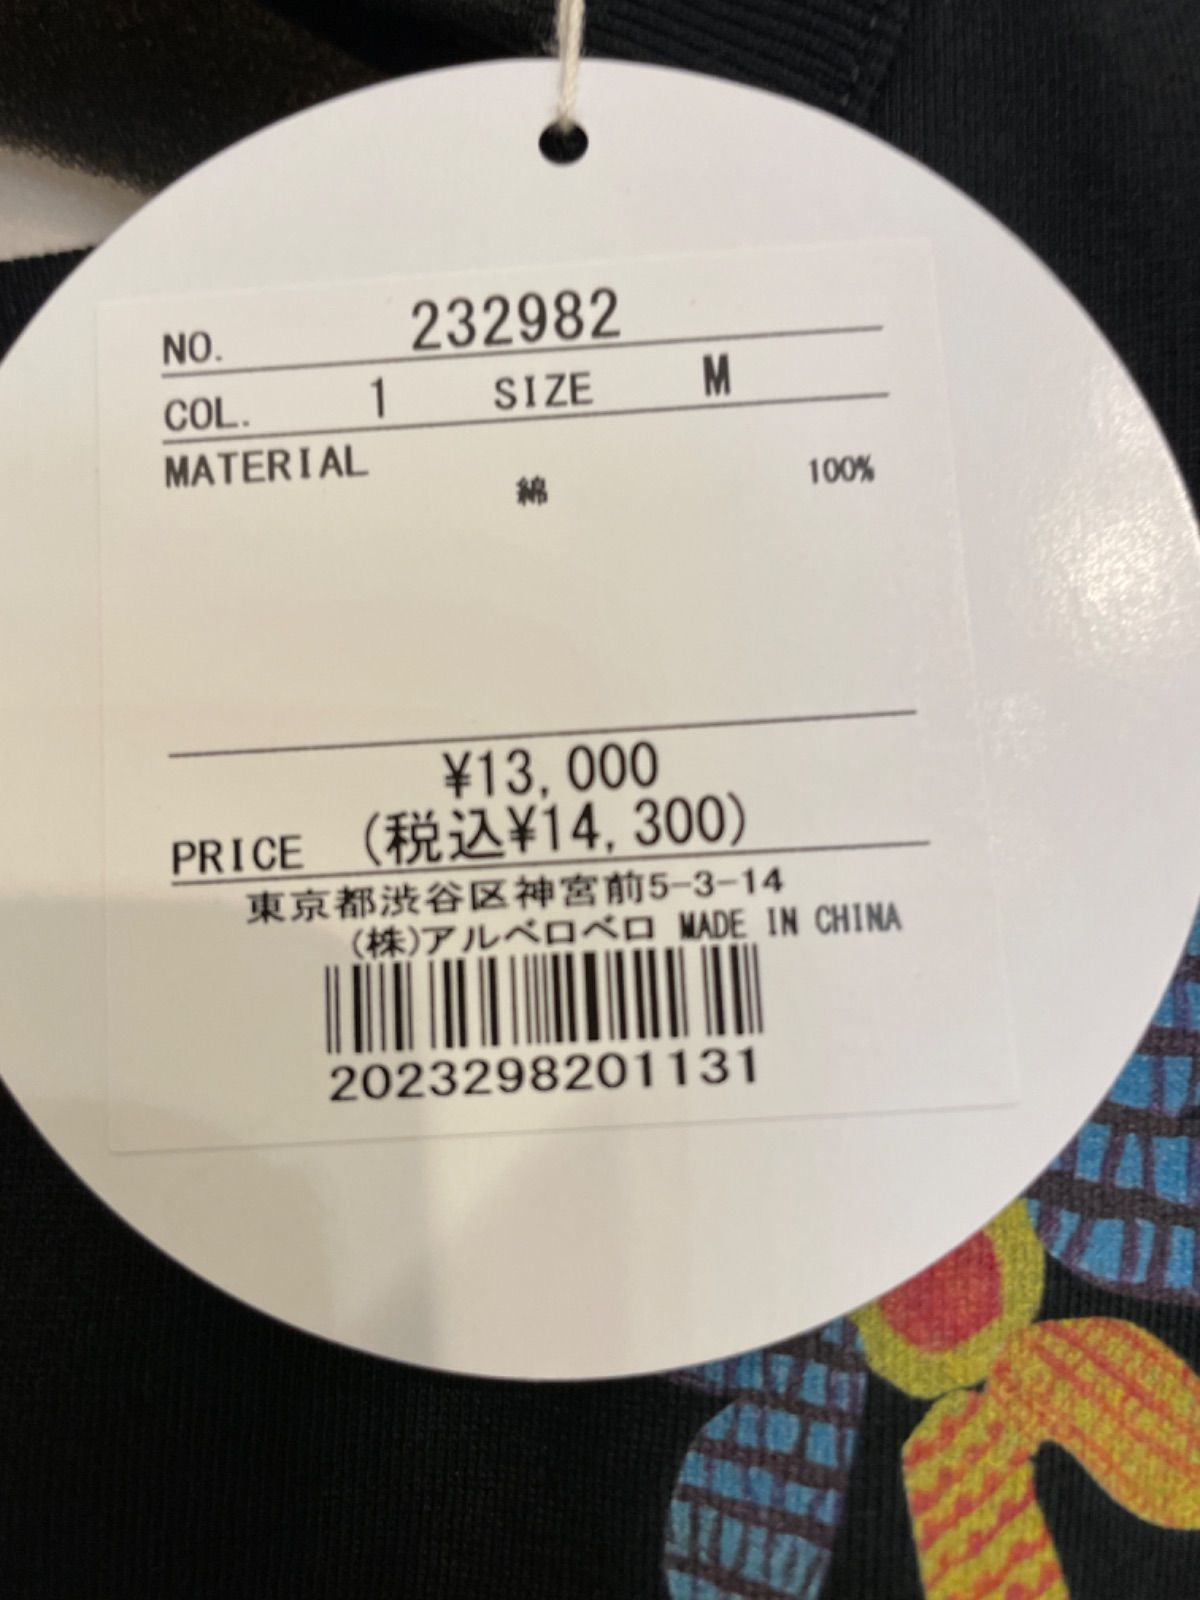 NO. 232982
COL. 1 SIZE M
MATERIAL 綿 100%
¥13,000
PRICE (税込¥14,300)
東京都渋谷区神宮前5-3-14
(株)アルベロベロ MADE IN CHINA
2023298201131